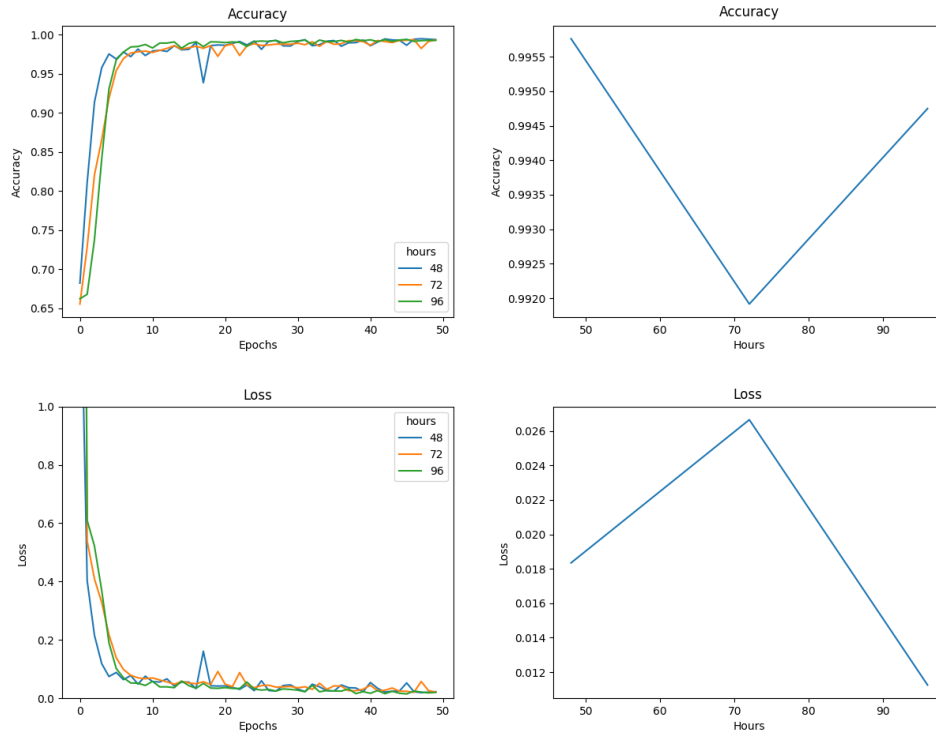 Accuracy
1.00
0.95
0.90
0.85
0.80
0.75
0.70
0.65
Accuracy
hours
48
72
96
0 10 20 30 40 50
Epochs
Accuracy
0.9955
0.9950
0.9945
0.9940
0.9935
0.9930
0.9925
0.9920
Accuracy
50 60 70 80 90
Hours
Loss
1.0
0.8
0.6
0.4
0.2
0.0
Loss
hours
48
72
96
0 10 20 30 40 50
Epochs
Loss
0.026
0.024
0.022
0.020
0.018
0.016
0.014
0.012
Loss
50 60 70 80 90
Hours